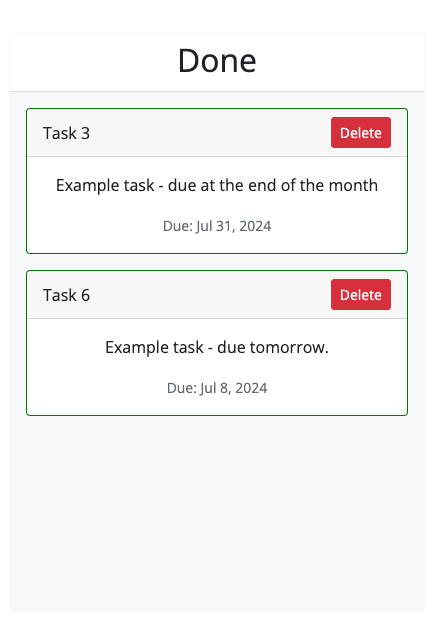 Done
Task 3
Delete
Example task - due at the end of the month
Due: Jul 31, 2024
Task 6
Delete
Example task - due tomorrow.
Due: Jul 8, 2024